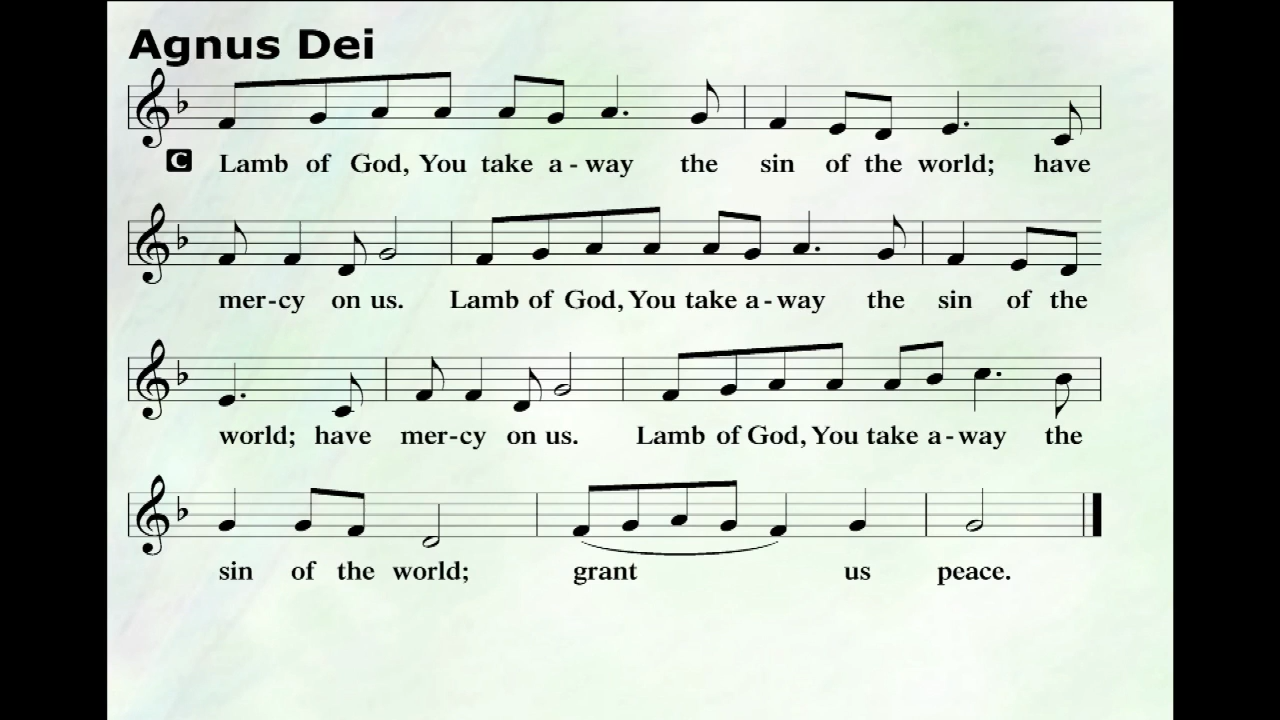 Agnus Dei
C Lamb of God, You take a - way the sin of the world; have
mer - cy on us. Lamb of God, You take a - way the sin of the
world; have mer - cy on us. Lamb of God, You take a - way the
sin of the world; grant us peace.